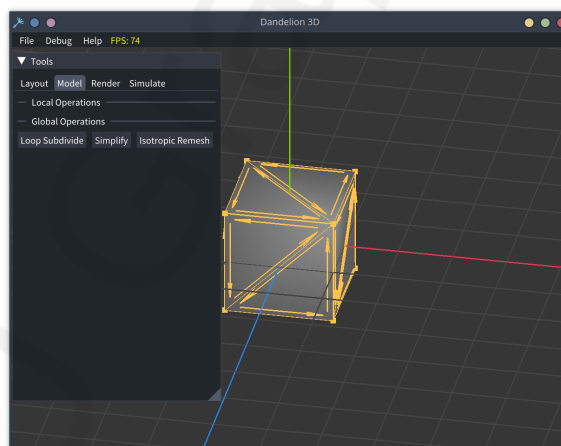 Dandelion 3D
File Debug Help FPS: 74
Tools
Layout Model Render Simulate
Local Operations
Global Operations
Loop Subdivide Simplify Isotropic Remesh